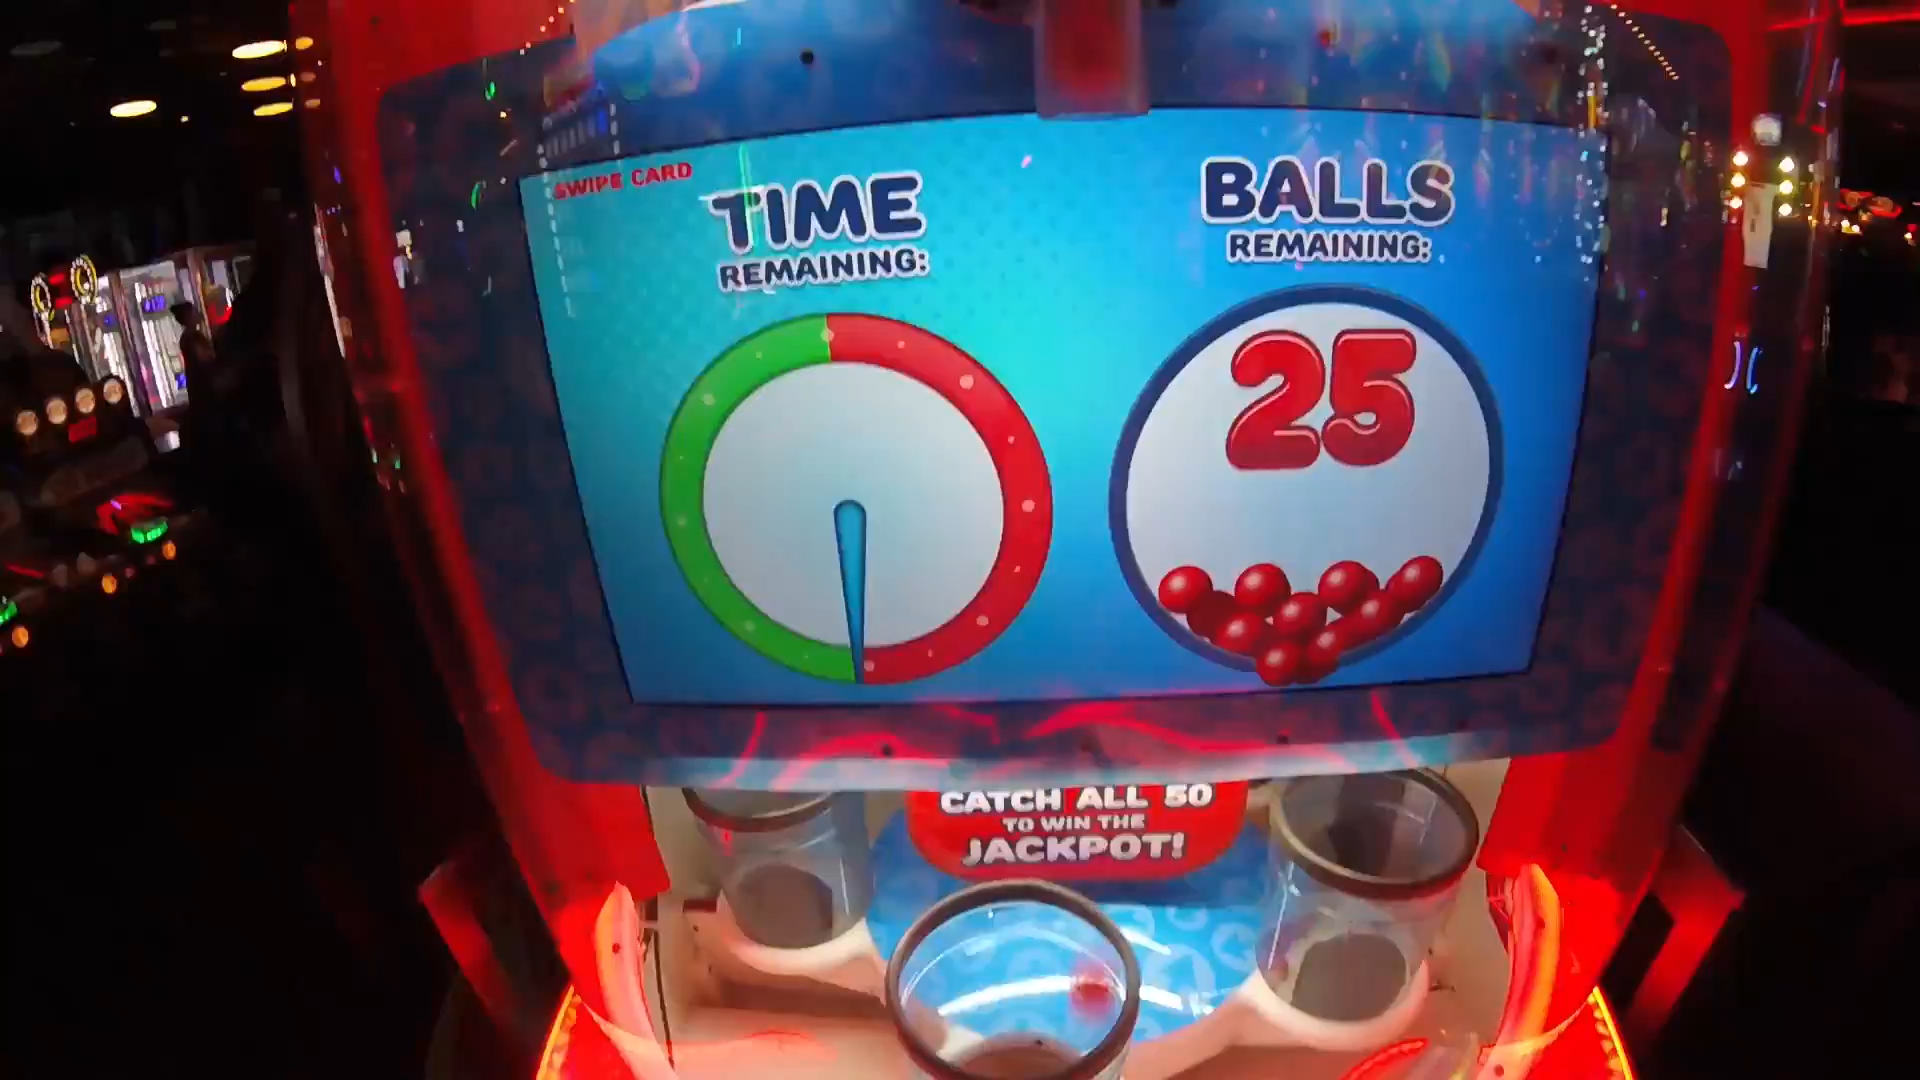 SWIPE CARD
TIME
REMAINING:
BALLS
REMAINING:
25
CATCH ALL 50
TO WIN THE
JACKPOT!